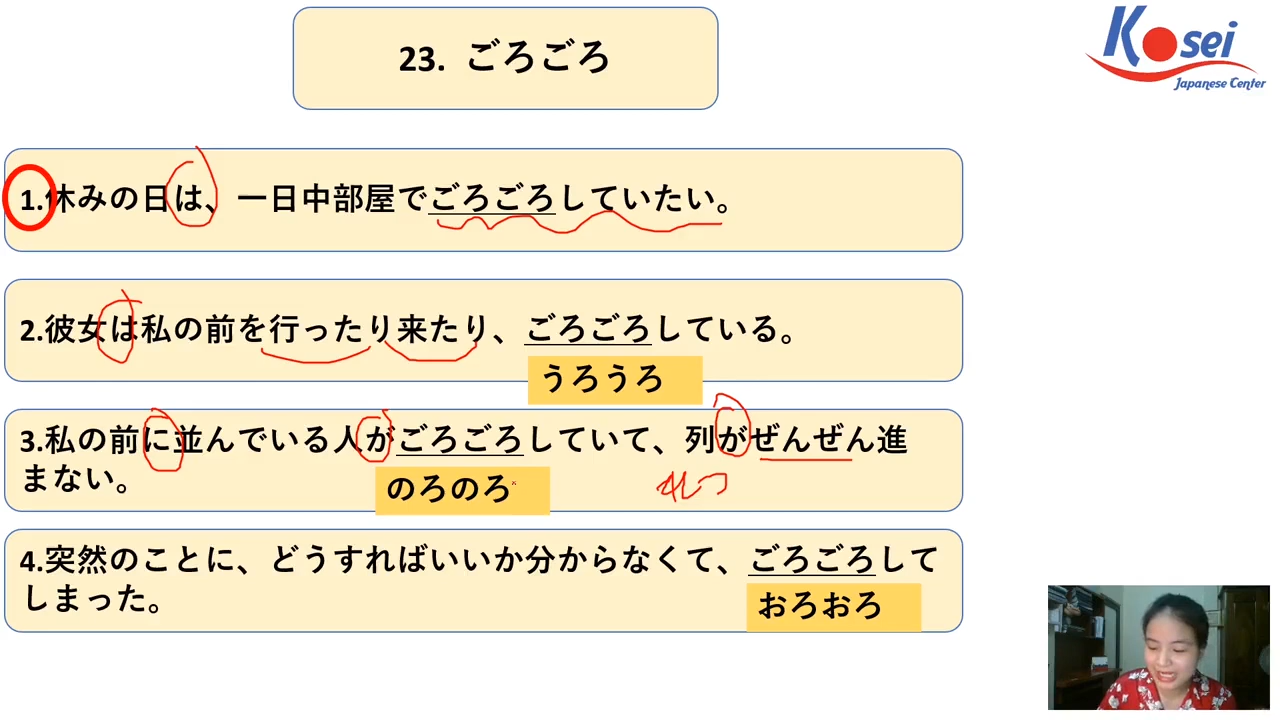 23. ごろごろ
Kosei
Japanese Center
1.休みの日は、一日中部屋でごろごろしていたい。
2.彼女は私の前を行ったり来たり、ごろごろしている。
うろうろ
3.私の前に並んでいる人がごろごろしていて、列がぜんぜん進
まない。
のろのろ
れつ
4.突然のことに、どうすればいいか分からなくて、ごろごろして
しまった。
おろおろ